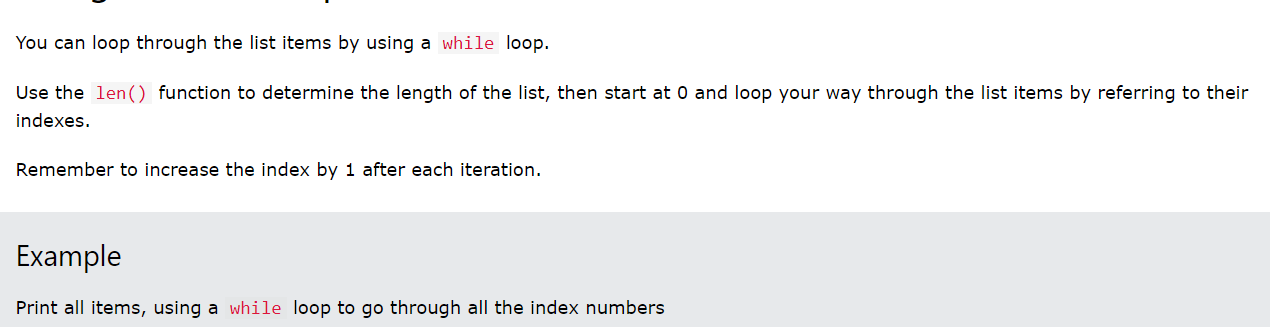 You can loop through the list items by using a while loop.
Use the len() function to determine the length of the list, then start at 0 and loop your way through the list items by referring to their
indexes.
Remember to increase the index by 1 after each iteration.
Example
Print all items, using a while loop to go through all the index numbers